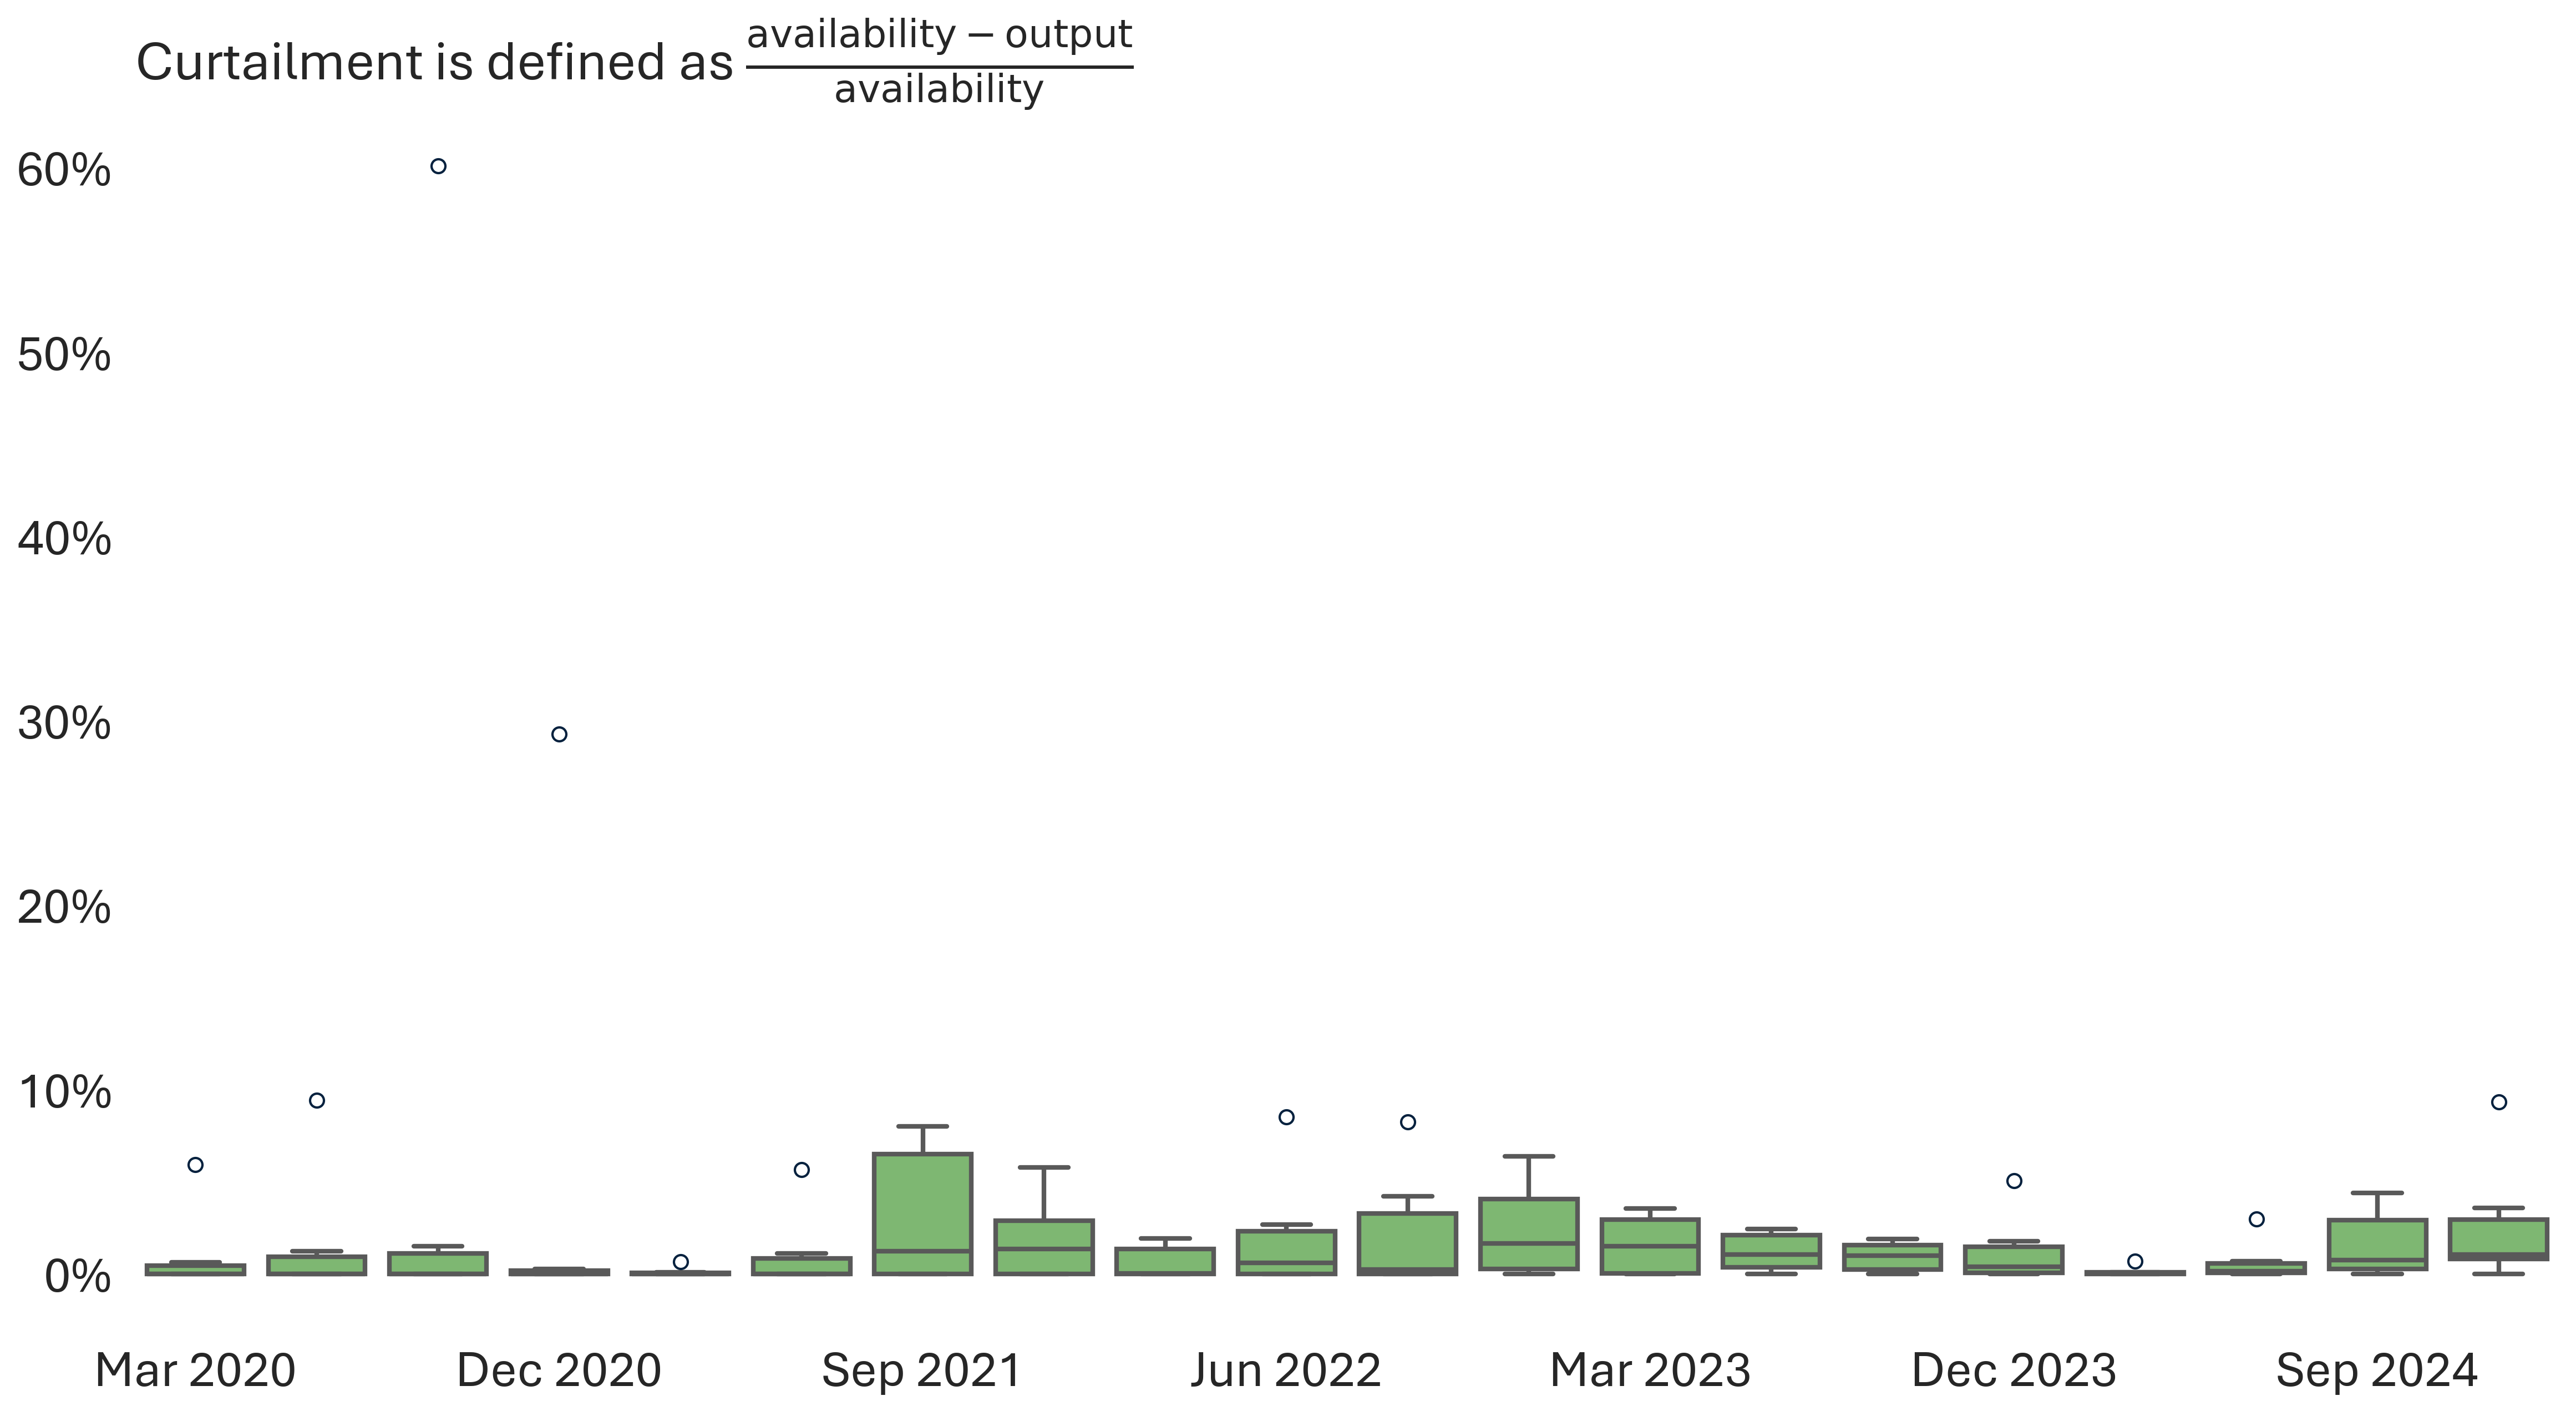 Curtailment is defined as availability − output
availability
60%
50%
40%
30%
20%
10%
0%
Mar 2020 Dec 2020 Sep 2021 Jun 2022 Mar 2023 Dec 2023 Sep 2024